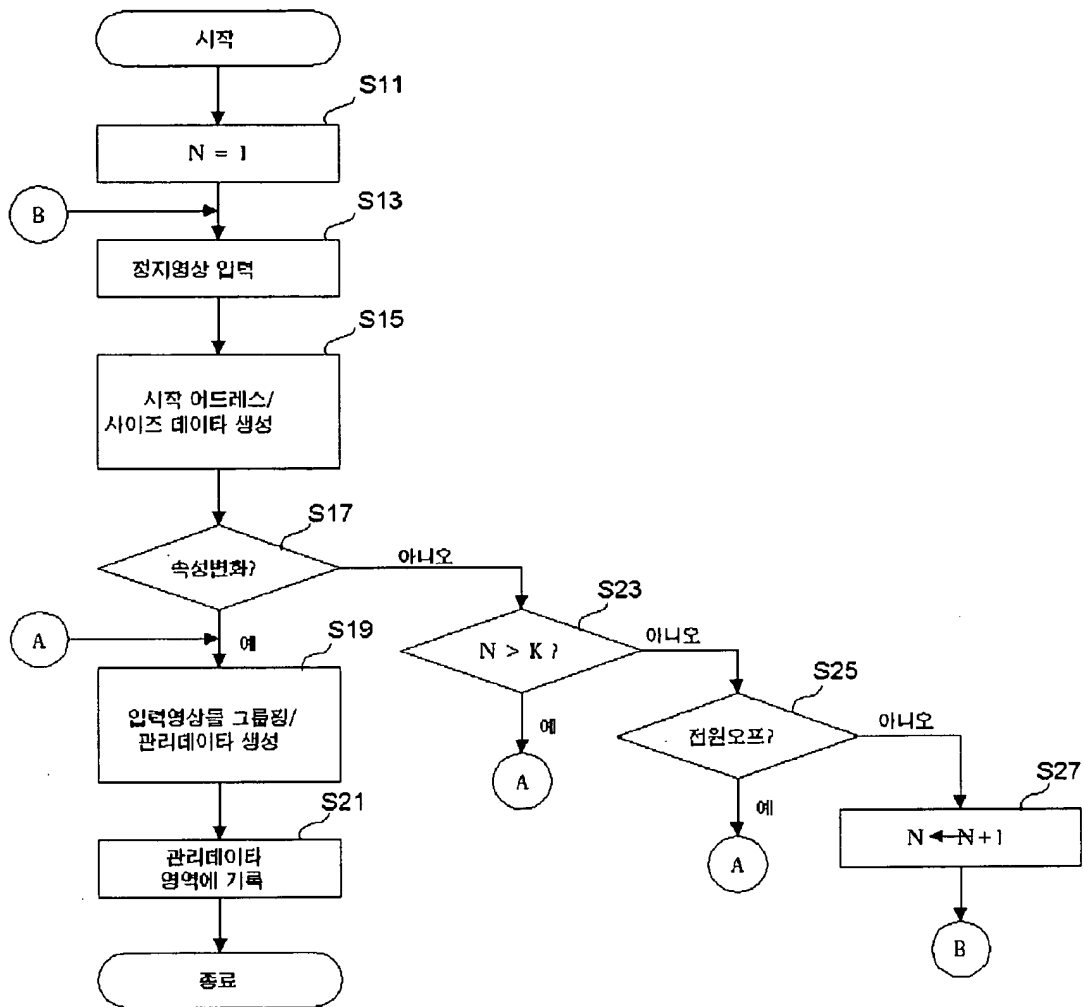 시작
S11
N = 1
B
S13
정지영상 입력
S15
시작 어드레스/
사이즈 데이타 생성
S17
속성변화?
아니오
S23
A
예
S19
N > K ?
아니오
S25
입력영상들 그룹핑/
관리데이타 생성
예
A
전원오프?
아니오
S27
S21
예
N ← N+1
관리데이타
영역에 기록
A
B
종료